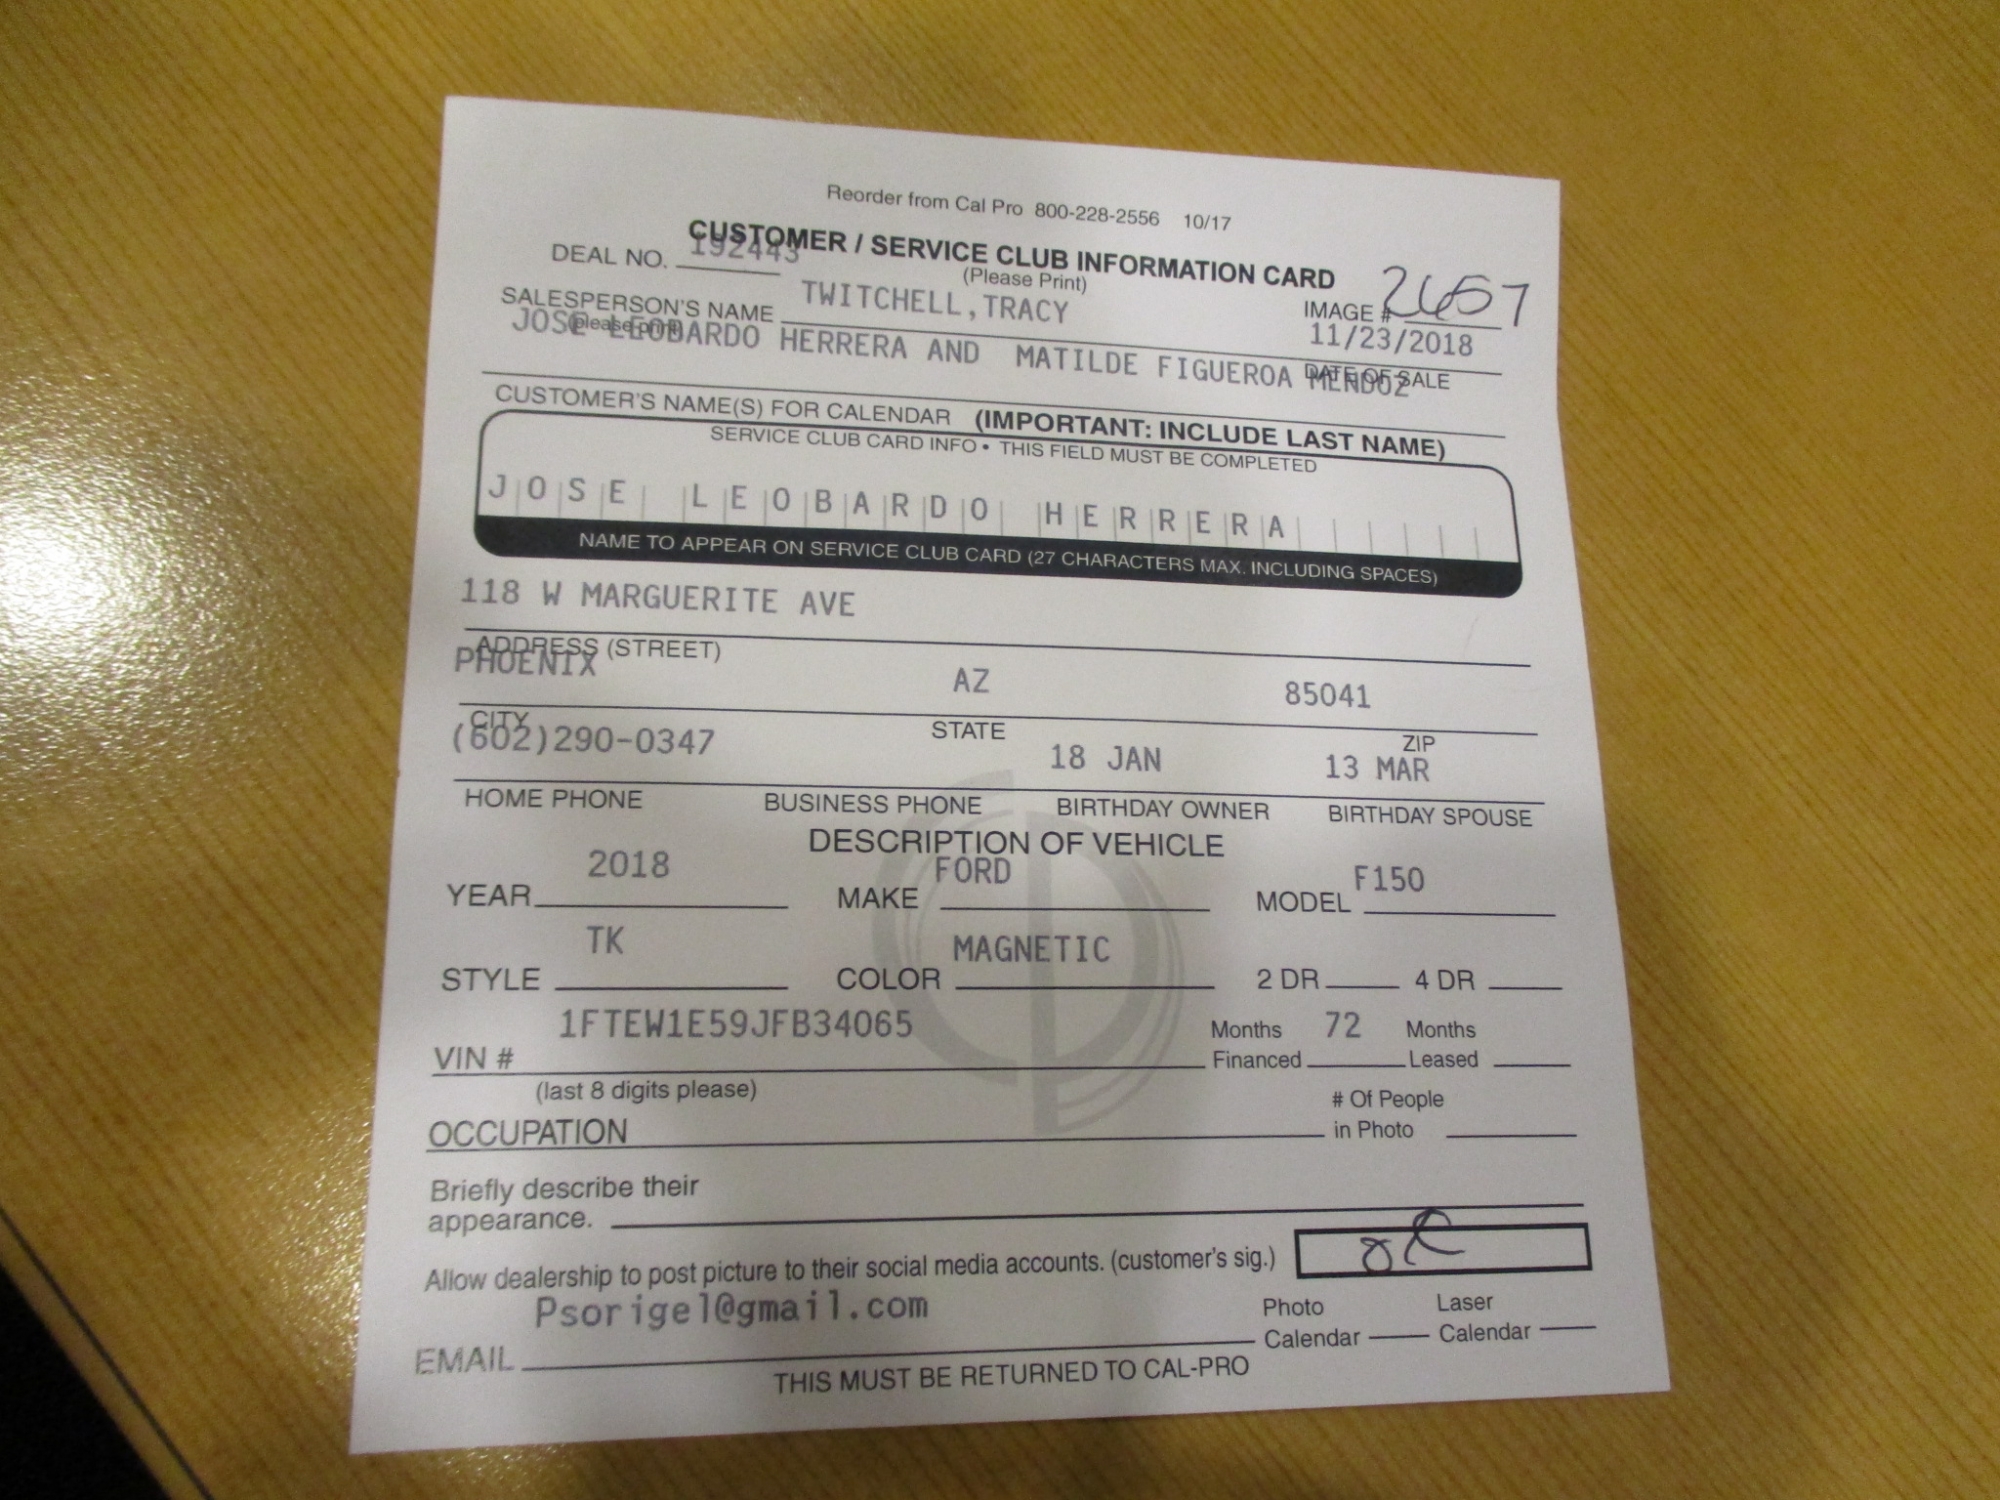 Reorder from Cal Pro 800-228-2556 10/17
CUSTOMER / SERVICE CLUB INFORMATION CARD
DEAL NO. 192443
(Please Print)
SALESPERSON'S NAME TWITCHELL,TRACY
(please print)
IMAGE # 2657
11/23/2018
JOSE LEOBARDO HERRERA AND MATILDE FIGUEROA MENDOZ
DATE OF SALE
CUSTOMER'S NAME(S) FOR CALENDAR (IMPORTANT: INCLUDE LAST NAME)
SERVICE CLUB CARD INFO • THIS FIELD MUST BE COMPLETED
JOSE LEOBARDO HERRERA
NAME TO APPEAR ON SERVICE CLUB CARD (27 CHARACTERS MAX. INCLUDING SPACES)
118 W MARGUERITE AVE
ADDRESS (STREET)
PHOENIX AZ 85041
CITY STATE ZIP
(602)290-0347 18 JAN 13 MAR
HOME PHONE BUSINESS PHONE BIRTHDAY OWNER BIRTHDAY SPOUSE
DESCRIPTION OF VEHICLE
YEAR 2018 MAKE FORD MODEL F150
STYLE TK COLOR MAGNETIC 2 DR 4 DR
VIN # 1FTEW1E59JFB34065
Months Financed 72 Months Leased
(last 8 digits please)
OCCUPATION
# Of People
in Photo
Briefly describe their
appearance.
Allow dealership to post picture to their social media accounts. (customer's sig.)
EMAIL Psorigel@gmail.com
Photo Calendar Laser Calendar
THIS MUST BE RETURNED TO CAL-PRO